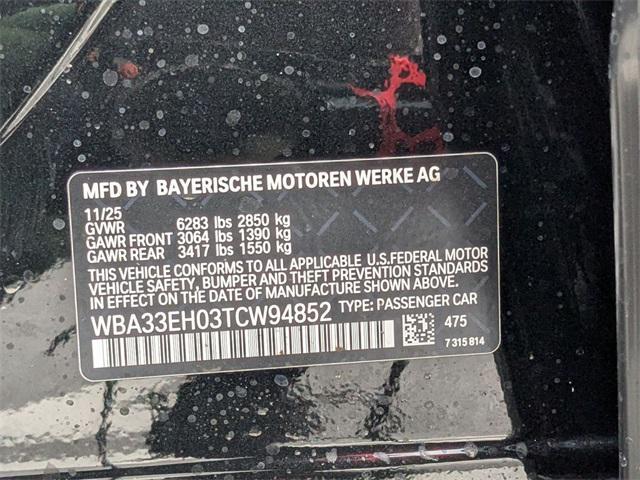 MFD BY BAYERISCHE MOTOREN WERKE AG
11/25
GVWR 6283 lbs 2850 kg
GAWR FRONT 3064 lbs 1390 kg
GAWR REAR 3417 lbs 1550 kg
THIS VEHICLE CONFORMS TO ALL APPLICABLE U.S.FEDERAL MOTOR
VEHICLE SAFETY, BUMPER AND THEFT PREVENTION STANDARDS
IN EFFECT ON THE DATE OF MANUFACTURE SHOWN ABOVE.
WBA33EH03TCW94852 TYPE: PASSENGER CAR
475
7 315 814